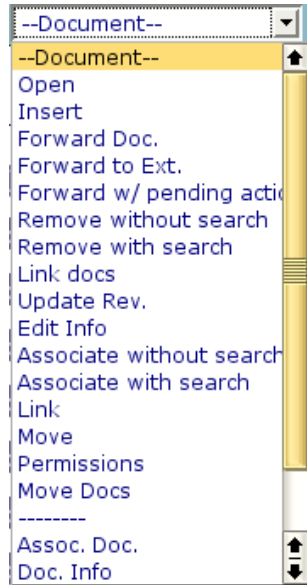 --Document--
--Document--
Open
Insert
Forward Doc.
Forward to Ext.
Forward w/ pending
Remove without search
Remove with search
Link docs
Update Rev.
Edit Info
Associate without search
Associate with search
Link
Move
Permissions
Move Docs
--------
Assoc. Doc.
Doc. Info